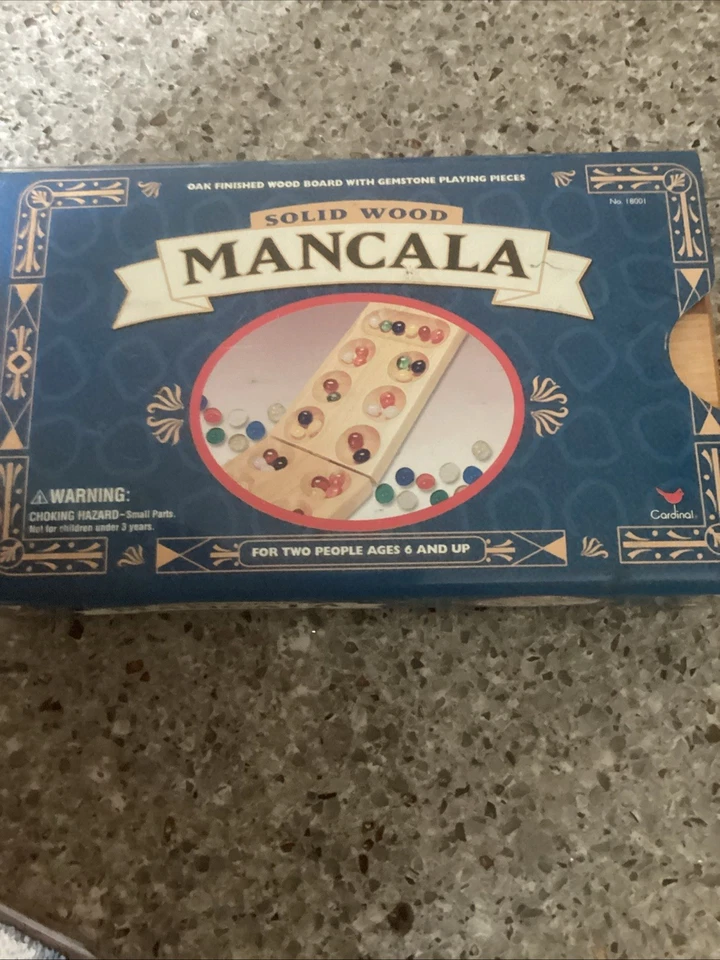 OAK FINISHED WOOD BOARD WITH GEMSTONE PLAYING PIECES
No. 18001
SOLID WOOD
MANCALA
WARNING:
CHOKING HAZARD–Small Parts.
Not for children under 3 years.
Cardinal
FOR TWO PEOPLE AGES 6 AND UP